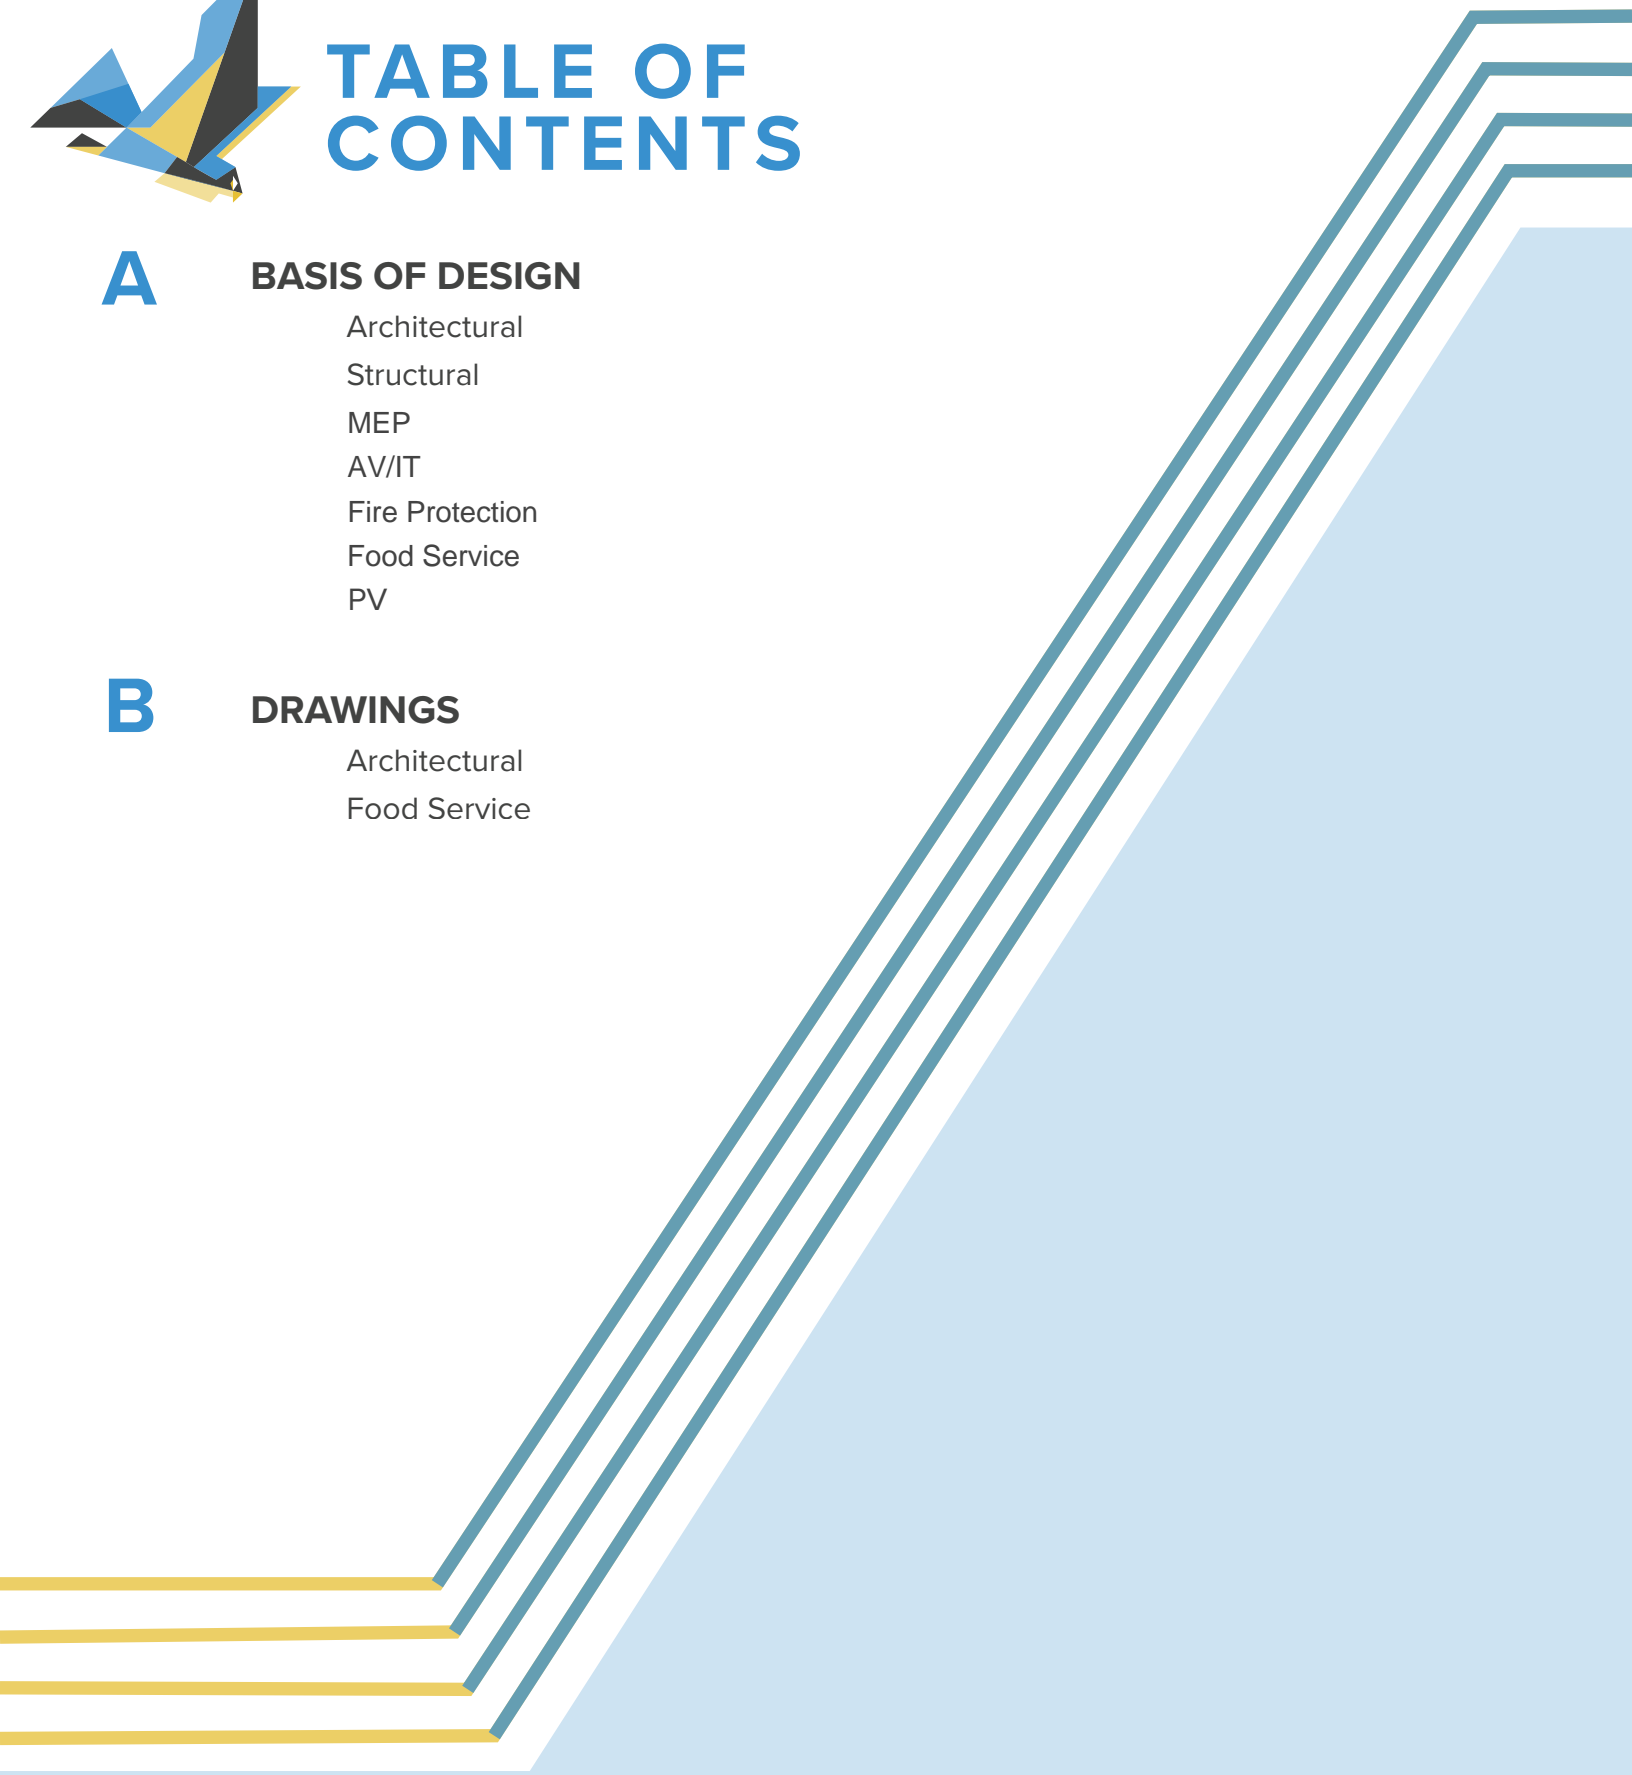 TABLE OF
CONTENTS
A BASIS OF DESIGN
Architectural
Structural
MEP
AV/IT
Fire Protection
Food Service
PV
B DRAWINGS
Architectural
Food Service